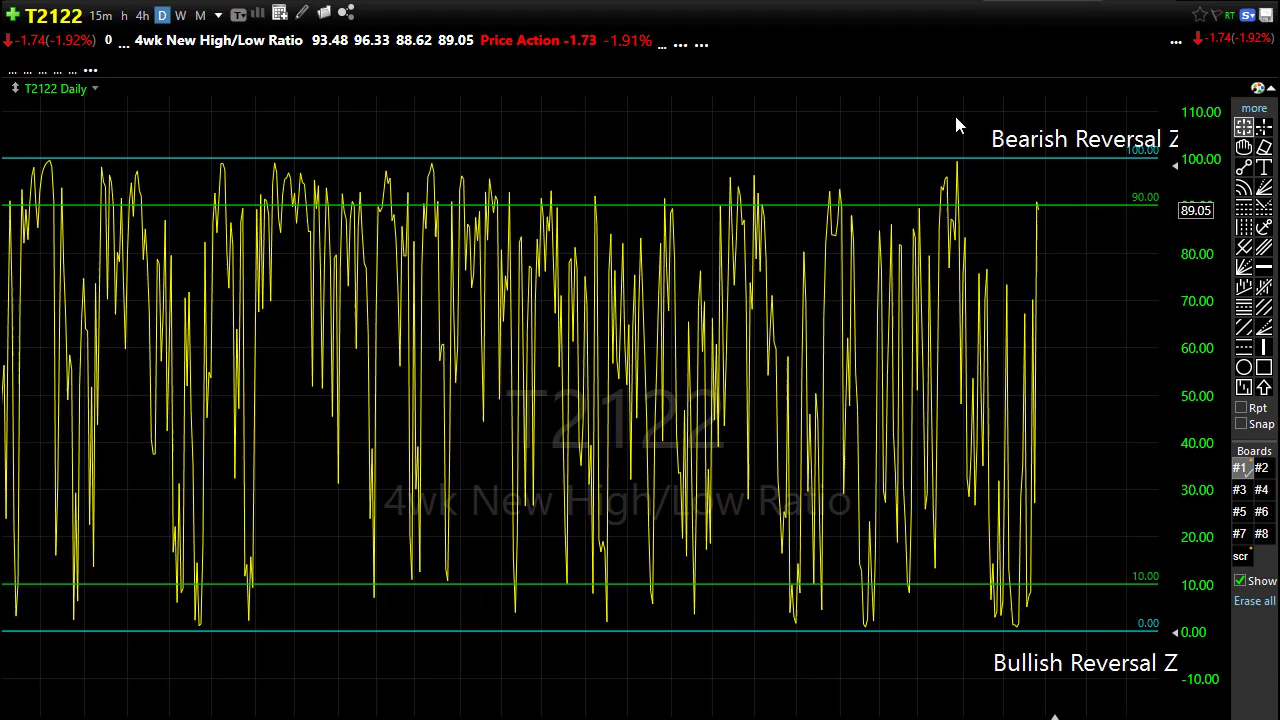 T2122 15m h 4h D W M
RT S
-1.74(-1.92%) 0 ... 4wk New High/Low Ratio 93.48 96.33 88.62 89.05 Price Action -1.73 -1.91% ... ... ... ... -1.74(-1.92%)
... ... ... ... ... ...
T2122 Daily
more
110.00
Bearish Reversal Z
100.00
100.00
90.00
89.05
80.00
70.00
60.00
50.00
T2122
40.00
4wk New High/Low Ratio
30.00
20.00
10.00
10.00
0.00
0.00
Bullish Reversal Z
-10.00
Rpt
Snap
Boards
#1 #2
#3 #4
#5 #6
#7 #8
scr
Show
Erase all